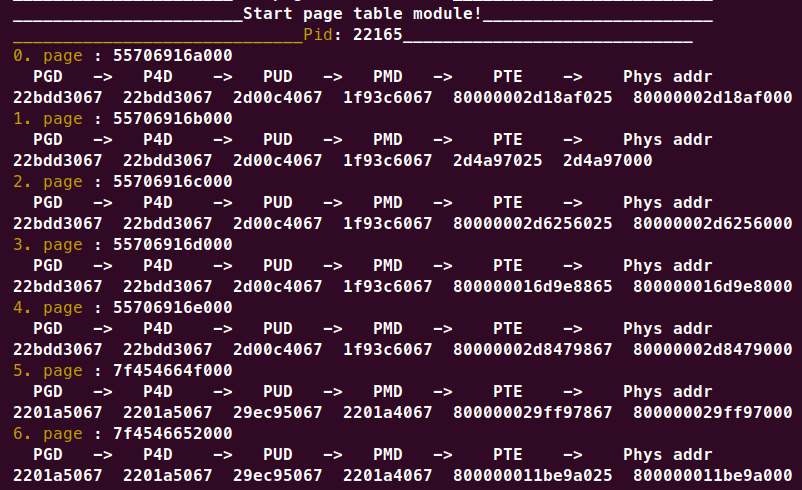 ________________________Start page table module!________________________
_____________________________Pid: 22165_____________________________
0. page : 55706916a000
PGD -> P4D -> PUD -> PMD -> PTE -> Phys addr
22bdd3067 22bdd3067 2d00c4067 1f93c6067 80000002d18af025 80000002d18af000
1. page : 55706916b000
PGD -> P4D -> PUD -> PMD -> PTE -> Phys addr
22bdd3067 22bdd3067 2d00c4067 1f93c6067 2d4a97025 2d4a97000
2. page : 55706916c000
PGD -> P4D -> PUD -> PMD -> PTE -> Phys addr
22bdd3067 22bdd3067 2d00c4067 1f93c6067 80000002d6256025 80000002d6256000
3. page : 55706916d000
PGD -> P4D -> PUD -> PMD -> PTE -> Phys addr
22bdd3067 22bdd3067 2d00c4067 1f93c6067 800000016d9e8865 800000016d9e8000
4. page : 55706916e000
PGD -> P4D -> PUD -> PMD -> PTE -> Phys addr
22bdd3067 22bdd3067 2d00c4067 1f93c6067 80000002d8479867 80000002d8479000
5. page : 7f454664f000
PGD -> P4D -> PUD -> PMD -> PTE -> Phys addr
2201a5067 2201a5067 29ec95067 2201a4067 800000029ff97867 800000029ff97000
6. page : 7f4546652000
PGD -> P4D -> PUD -> PMD -> PTE -> Phys addr
2201a5067 2201a5067 29ec95067 2201a4067 800000011be9a025 800000011be9a000